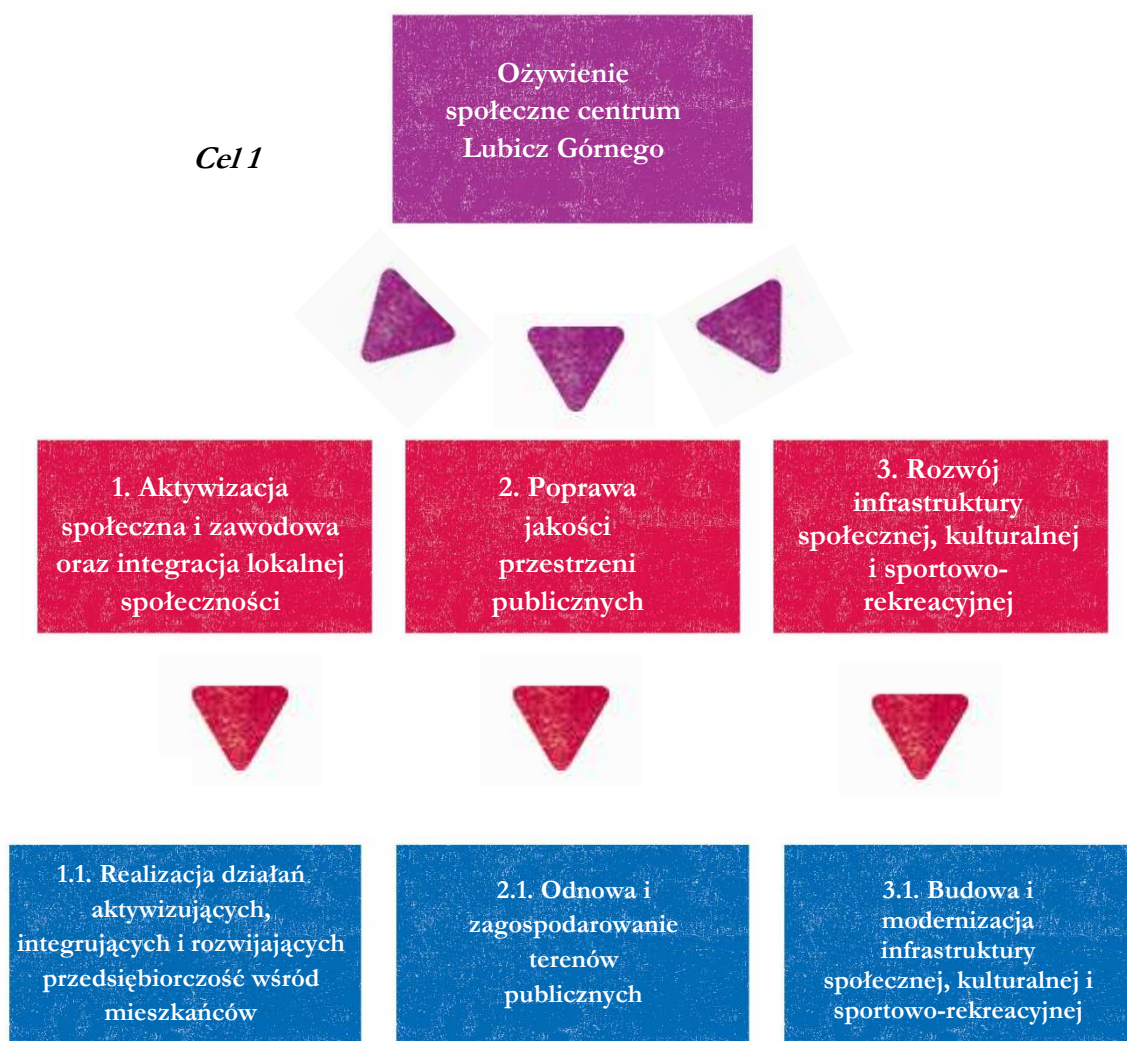 Ożywienie
społeczne centrum
Lubicz Górnego
Cel 1
1. Aktywizacja
społeczna i zawodowa
oraz integracja lokalnej
społeczności
2. Poprawa
jakości
przestrzeni
publicznych
3. Rozwój
infrastruktury
społecznej, kulturalnej
i sportowo-
rekreacyjnej
1.1. Realizacja działań
aktywizujących,
integrujących i rozwijających
przedsiębiorczość wśród
mieszkańców
2.1. Odnowa i
zagospodarowanie
terenów
publicznych
3.1. Budowa i
modernizacja
infrastruktury
społecznej, kulturalnej i
sportowo-rekreacyjnej